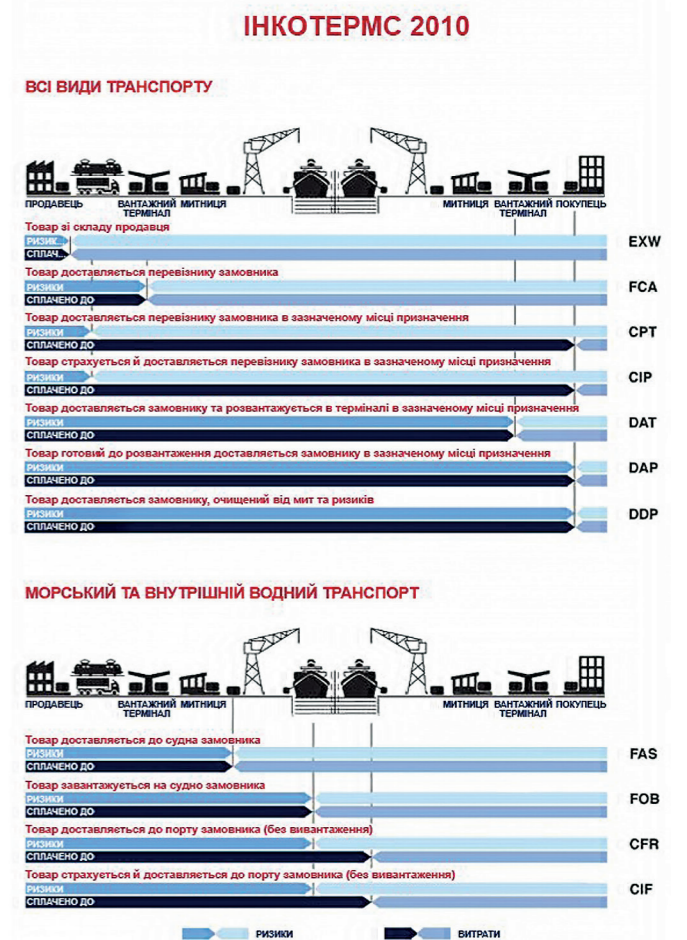 ІНКОТЕРМС 2010
ВСІ ВИДИ ТРАНСПОРТУ
ПРОДАВЕЦЬ ВАНТАЖНИЙ ТЕРМІНАЛ МИТНИЦЯ МИТНИЦЯ ВАНТАЖНИЙ ТЕРМІНАЛ ПОКУПЕЦЬ
Товар зі складу продавця
РИЗИК... EXW
СПЛАЧ...
Товар доставляється перевізнику замовника
РИЗИКИ FCA
СПЛАЧЕНО ДО
Товар доставляється перевізнику замовника в зазначеному місці призначення
РИЗИКИ CPT
СПЛАЧЕНО ДО
Товар страхується й доставляється перевізнику замовника в зазначеному місці призначення
РИЗИКИ CIP
СПЛАЧЕНО ДО
Товар доставляється замовнику та розвантажується в терміналі в зазначеному місці призначення
РИЗИКИ DAT
СПЛАЧЕНО ДО
Товар готовий до розвантаження доставляється замовнику в зазначеному місці призначення
РИЗИКИ DAP
СПЛАЧЕНО ДО
Товар доставляється замовнику, очищений від мит та ризиків
РИЗИКИ DDP
СПЛАЧЕНО ДО
МОРСЬКИЙ ТА ВНУТРІШНІЙ ВОДНИЙ ТРАНСПОРТ
ПРОДАВЕЦЬ ВАНТАЖНИЙ ТЕРМІНАЛ МИТНИЦЯ МИТНИЦЯ ВАНТАЖНИЙ ТЕРМІНАЛ ПОКУПЕЦЬ
Товар доставляється до судна замовника
РИЗИКИ FAS
СПЛАЧЕНО ДО
Товар завантажується на судно замовника
РИЗИКИ FOB
СПЛАЧЕНО ДО
Товар доставляється до порту замовника (без вивантаження)
РИЗИКИ CFR
СПЛАЧЕНО ДО
Товар страхується й доставляється до порту замовника (без вивантаження)
РИЗИКИ CIF
СПЛАЧЕНО ДО
РИЗИКИ ВИТРАТИ